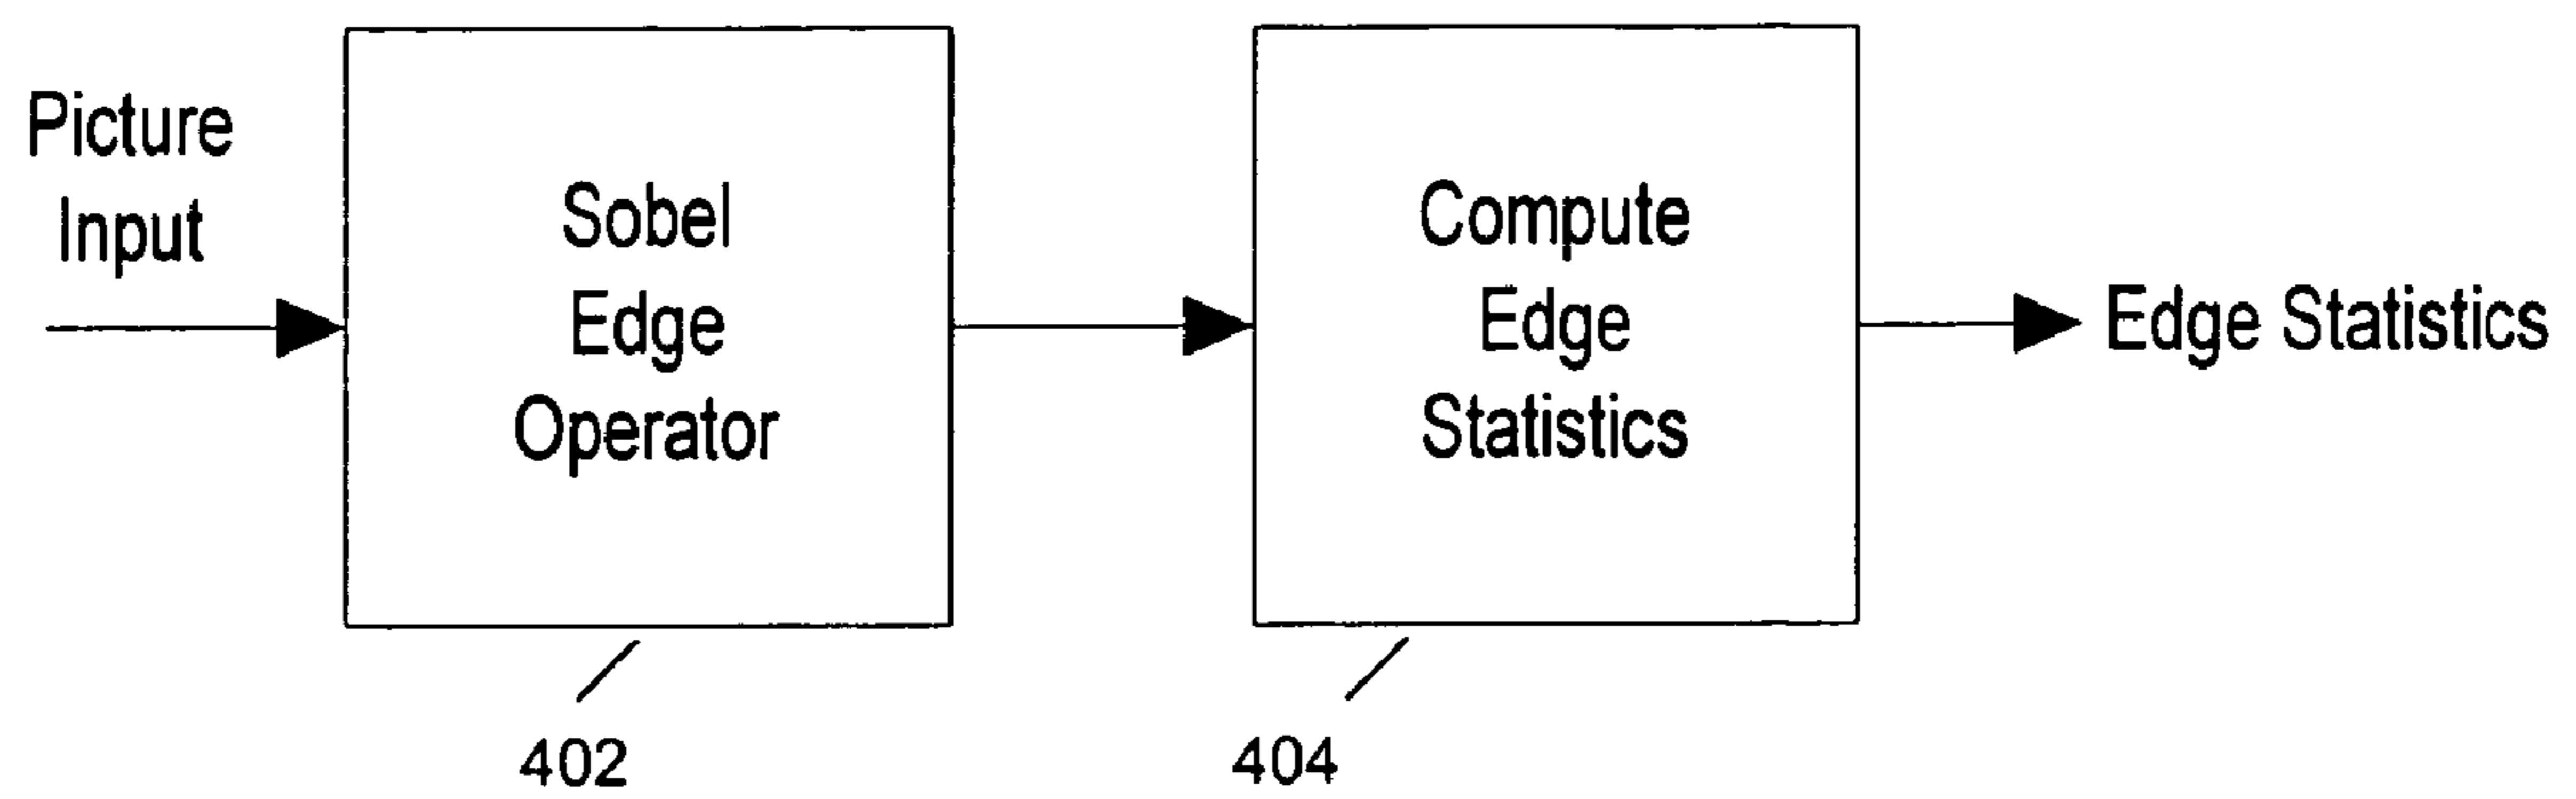 Picture
Input
Sobel
Edge
Operator
402
Compute
Edge
Statistics
404
Edge Statistics